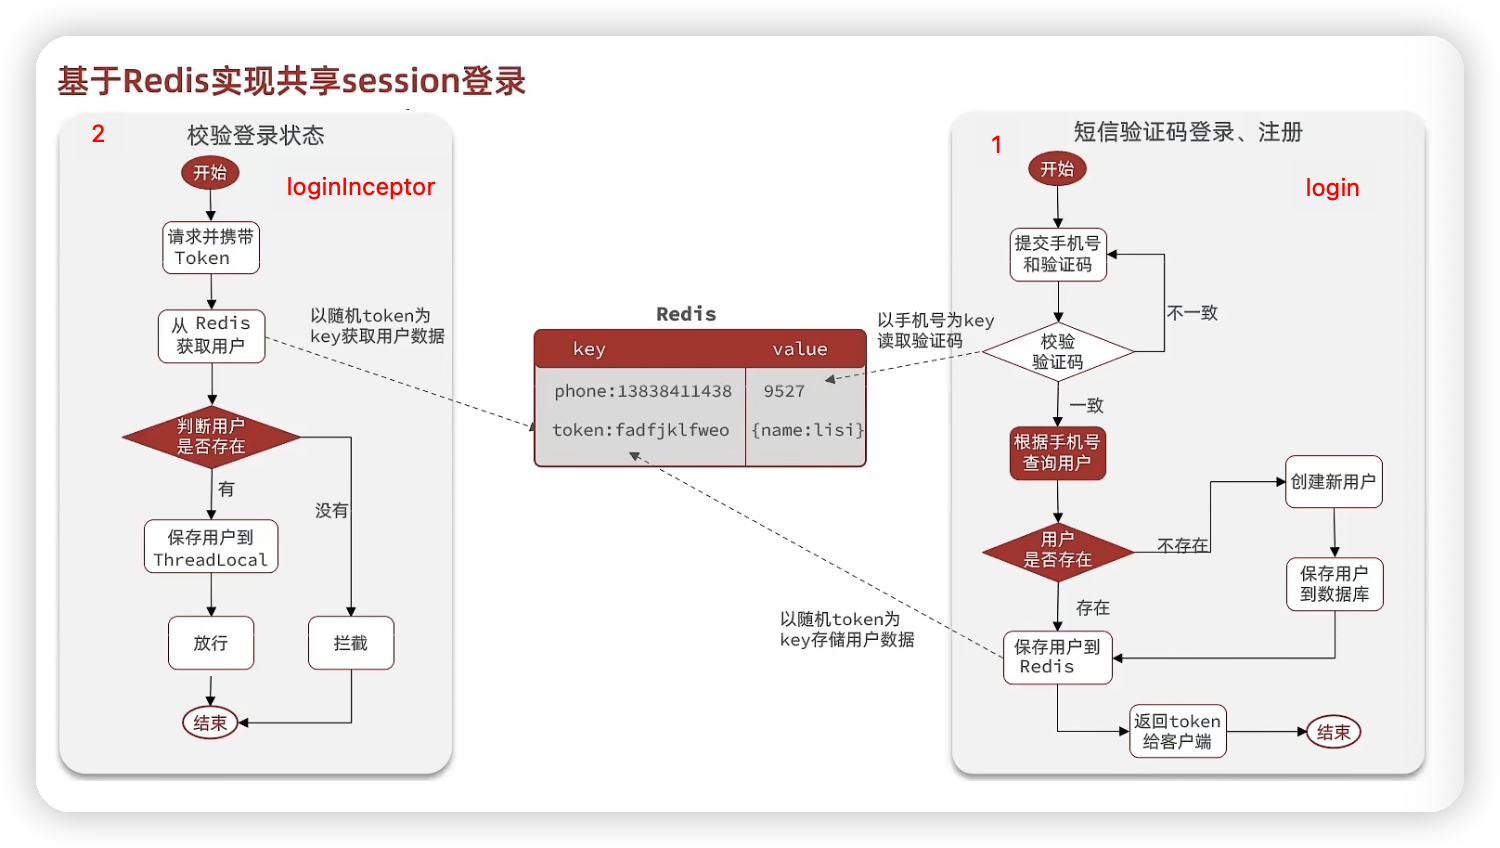 基于Redis实现共享session登录
2
校验登录状态
开始
loginInceptor
请求并携带
Token
从 Redis
获取用户
以随机token为
key获取用户数据
判断用户
是否存在
有
没有
保存用户到
ThreadLocal
放行
拦截
结束
Redis
key
value
phone:13838411438
9527
token:fadfjklfweo
{name:lisi}
以手机号为key
读取验证码
以随机token为
key存储用户数据
1
短信验证码登录、注册
开始
login
提交手机号
和验证码
不一致
校验
验证码
一致
根据手机号
查询用户
创建新用户
用户
是否存在
不存在
保存用户
到数据库
存在
保存用户到
Redis
返回token
给客户端
结束